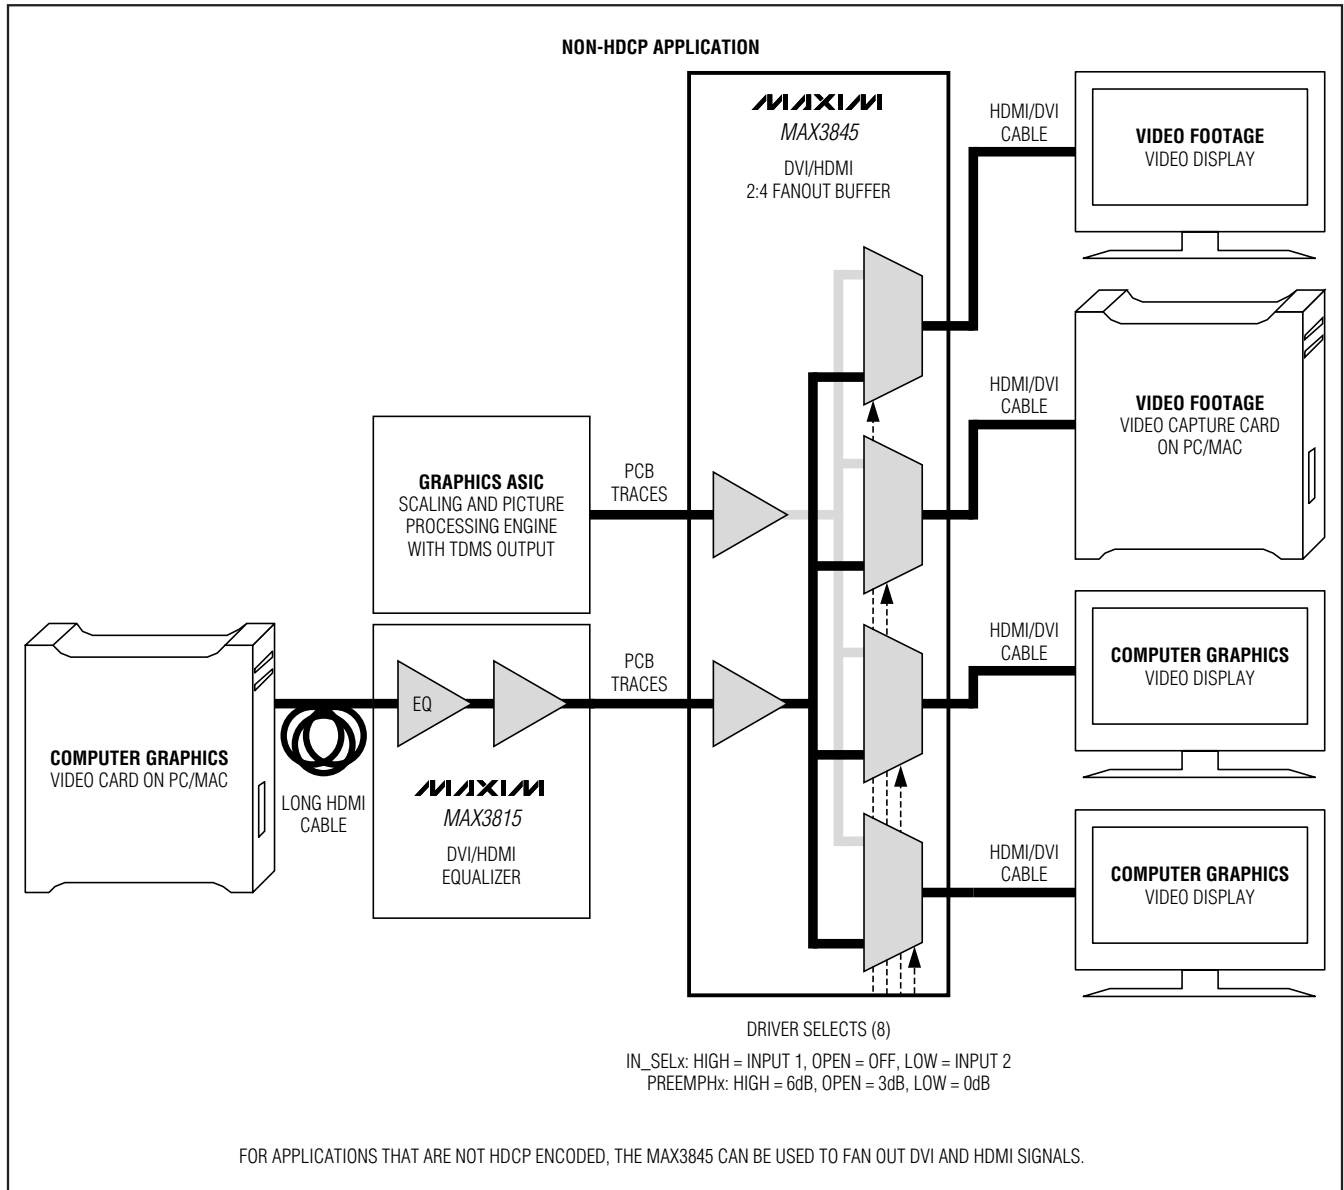 NON-HDCP APPLICATION
MAXIM
MAX3845
DVI/HDMI
2:4 FANOUT BUFFER
HDMI/DVI
CABLE
VIDEO FOOTAGE
VIDEO DISPLAY
HDMI/DVI
CABLE
VIDEO FOOTAGE
VIDEO CAPTURE CARD
ON PC/MAC
GRAPHICS ASIC
SCALING AND PICTURE
PROCESSING ENGINE
WITH TDMS OUTPUT
PCB
TRACES
HDMI/DVI
CABLE
COMPUTER GRAPHICS
VIDEO DISPLAY
PCB
TRACES
EQ
COMPUTER GRAPHICS
VIDEO CARD ON PC/MAC
LONG HDMI
CABLE
MAXIM
MAX3815
DVI/HDMI
EQUALIZER
HDMI/DVI
CABLE
COMPUTER GRAPHICS
VIDEO DISPLAY
DRIVER SELECTS (8)
IN_SELx: HIGH = INPUT 1, OPEN = OFF, LOW = INPUT 2
PREEMPHx: HIGH = 6dB, OPEN = 3dB, LOW = 0dB
FOR APPLICATIONS THAT ARE NOT HDCP ENCODED, THE MAX3845 CAN BE USED TO FAN OUT DVI AND HDMI SIGNALS.